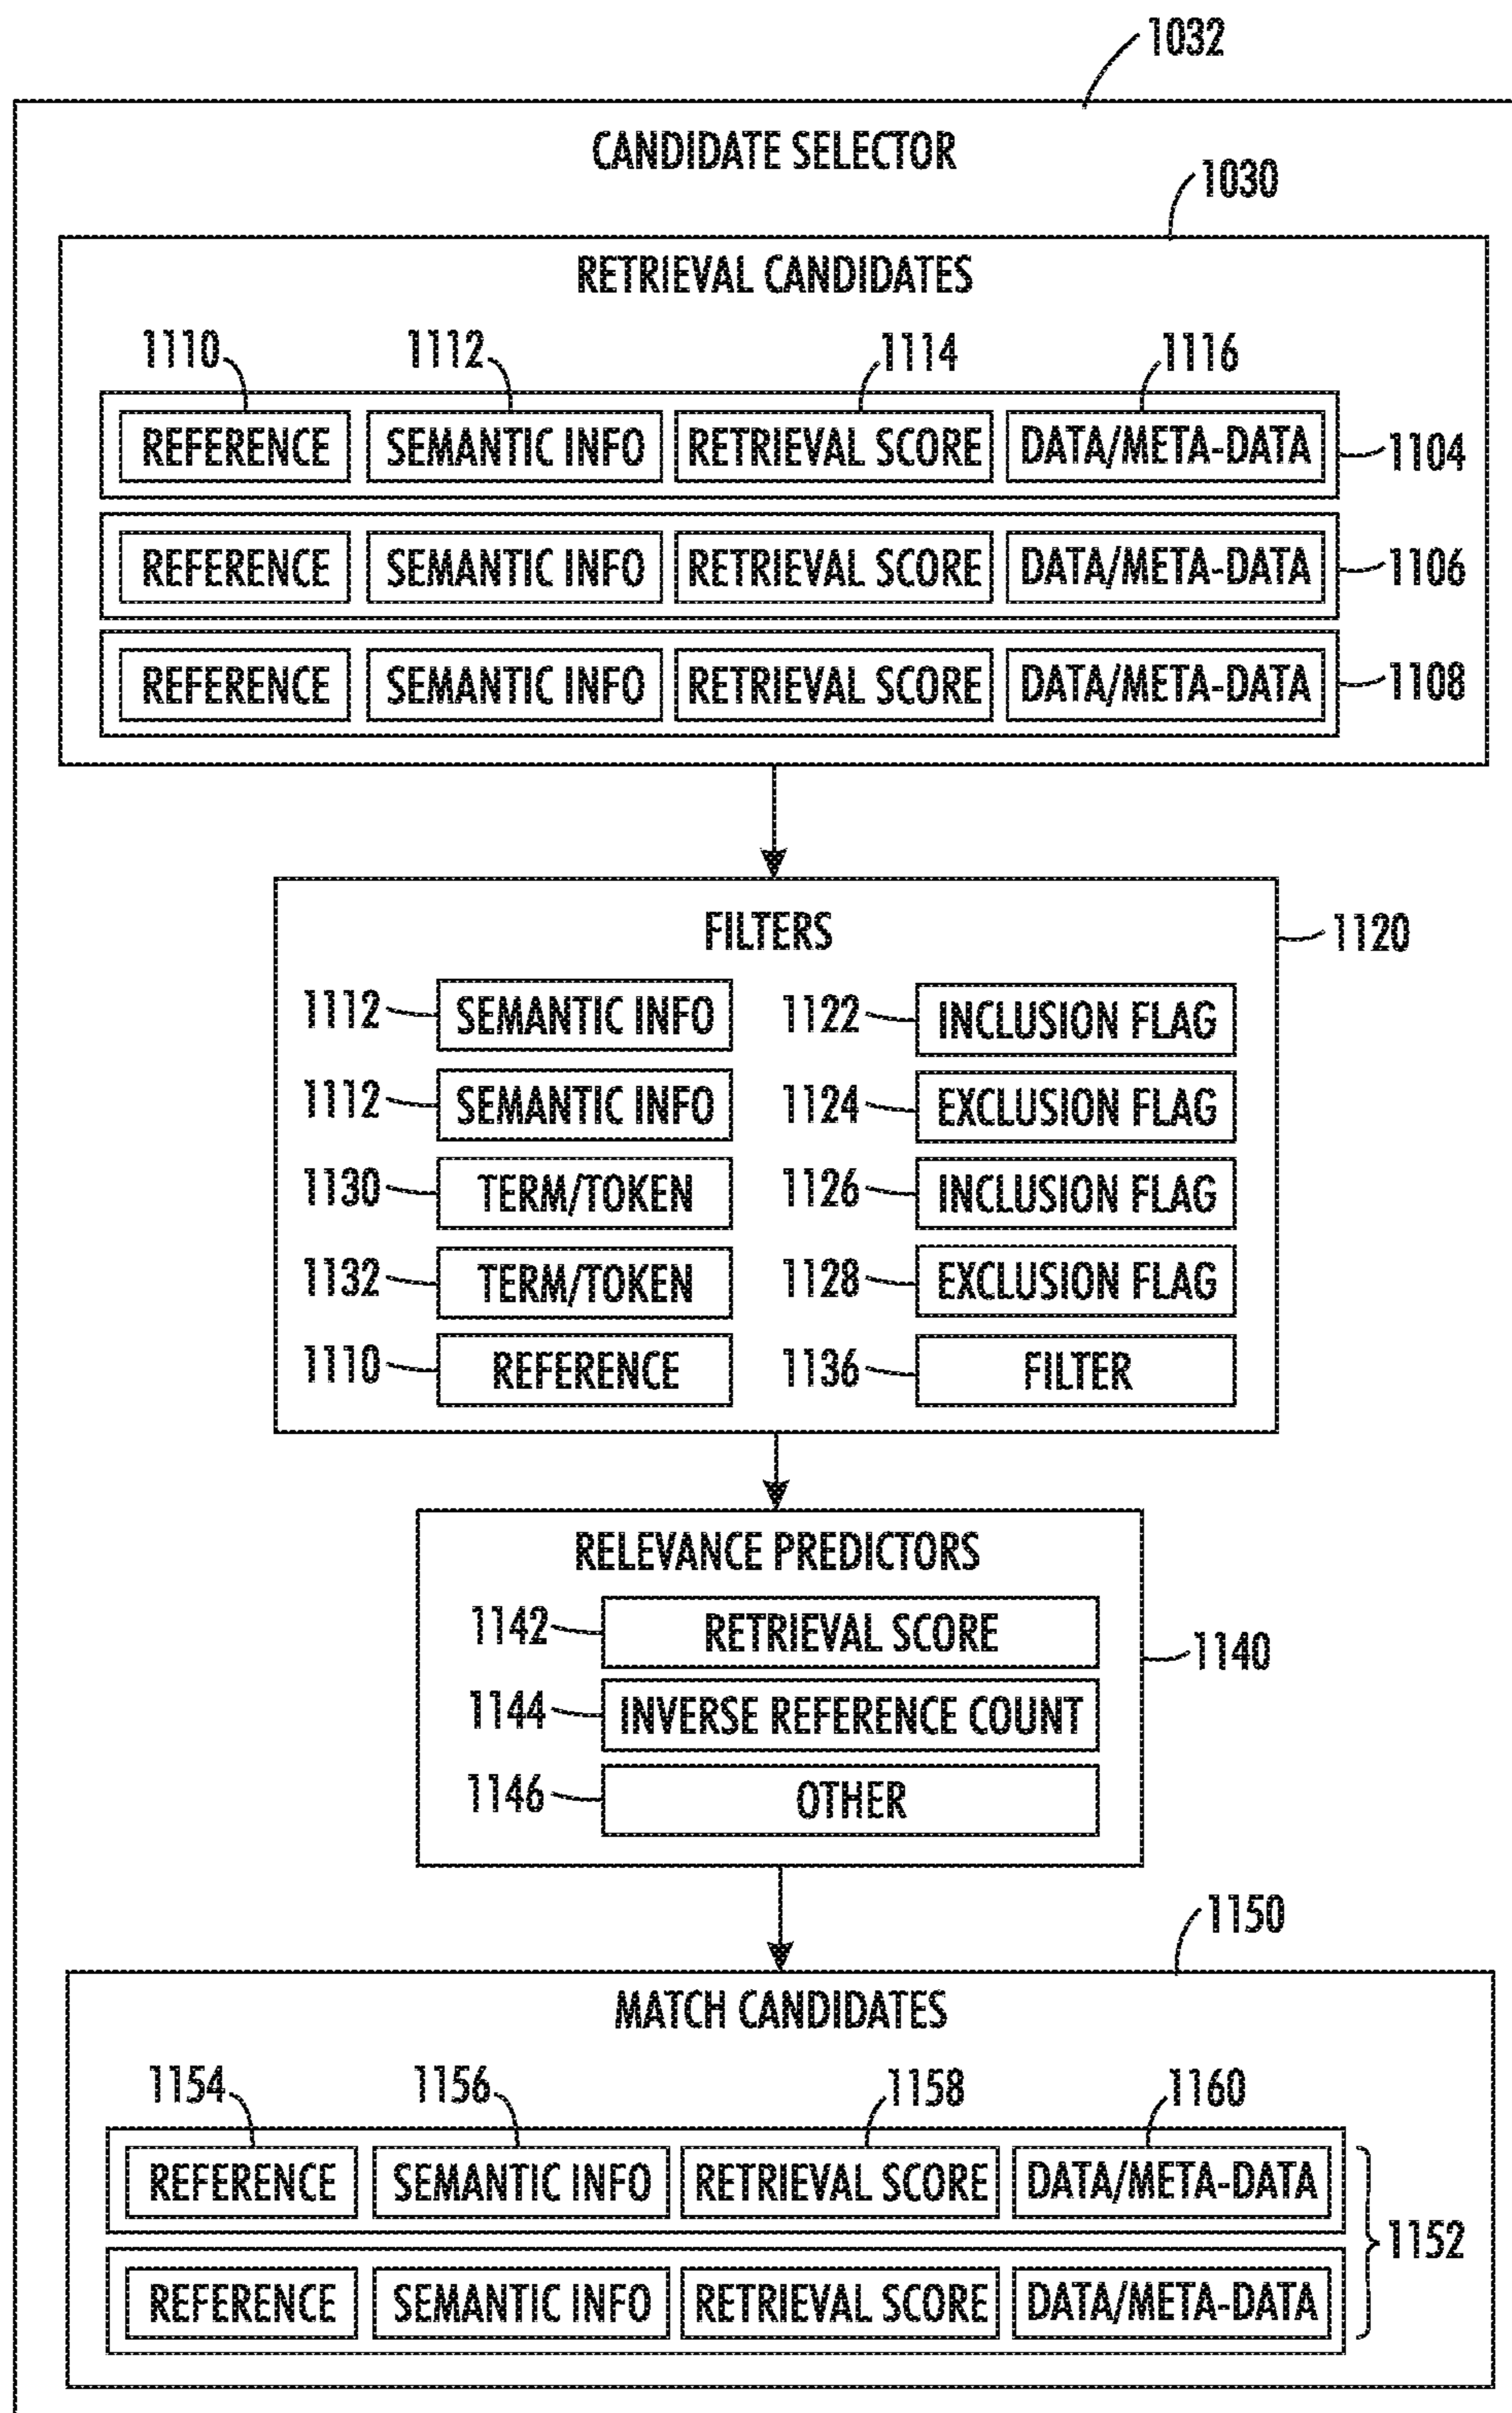 1032
CANDIDATE SELECTOR
1030
RETRIEVAL CANDIDATES
1110 1112 1114 1116
REFERENCE SEMANTIC INFO RETRIEVAL SCORE DATA/META-DATA 1104
REFERENCE SEMANTIC INFO RETRIEVAL SCORE DATA/META-DATA 1106
REFERENCE SEMANTIC INFO RETRIEVAL SCORE DATA/META-DATA 1108
FILTERS 1120
1112 SEMANTIC INFO 1122 INCLUSION FLAG
1112 SEMANTIC INFO 1124 EXCLUSION FLAG
1130 TERM/TOKEN 1126 INCLUSION FLAG
1132 TERM/TOKEN 1128 EXCLUSION FLAG
1110 REFERENCE 1136 FILTER
RELEVANCE PREDICTORS
1142 RETRIEVAL SCORE 1140
1144 INVERSE REFERENCE COUNT
1146 OTHER
1150
MATCH CANDIDATES
1154 1156 1158 1160
REFERENCE SEMANTIC INFO RETRIEVAL SCORE DATA/META-DATA
1152
REFERENCE SEMANTIC INFO RETRIEVAL SCORE DATA/META-DATA